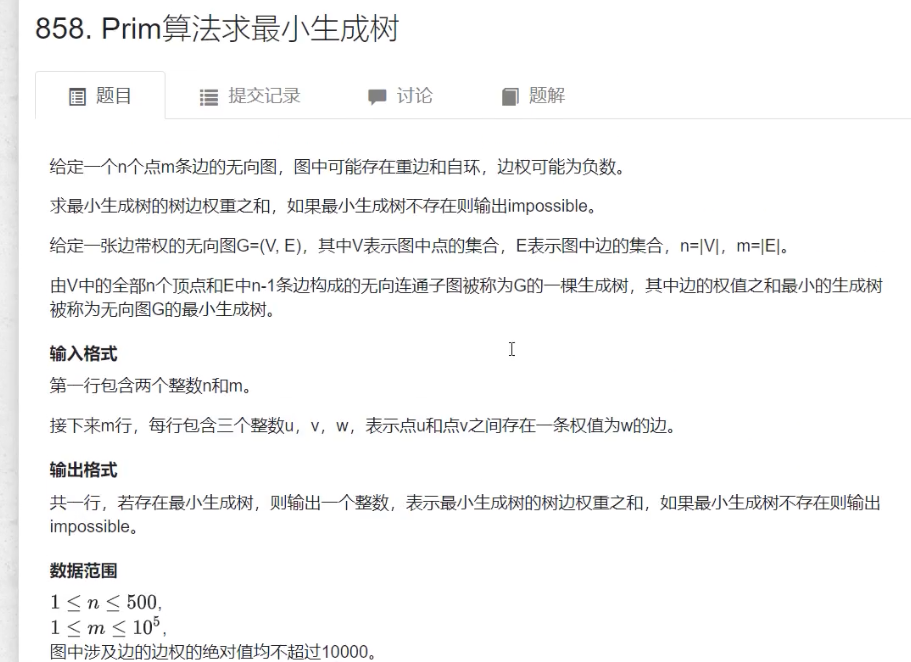 858. Prim算法求最小生成树
题目 提交记录 讨论 题解
给定一个n个点m条边的无向图，图中可能存在重边和自环，边权可能为负数。
求最小生成树的树边权重之和，如果最小生成树不存在则输出impossible。
给定一张边带权的无向图G=(V, E)，其中V表示图中点的集合，E表示图中边的集合，n=|V|，m=|E|。
由V中的全部n个顶点和E中n-1条边构成的无向连通子图被称为G的一棵生成树，其中边的权值之和最小的生成树
被称为无向图G的最小生成树。
输入格式
第一行包含两个整数n和m。
接下来m行，每行包含三个整数u，v，w，表示点u和点v之间存在一条权值为w的边。
输出格式
共一行，若存在最小生成树，则输出一个整数，表示最小生成树的树边权重之和，如果最小生成树不存在则输出
impossible。
数据范围
1 ≤ n ≤ 500,
1 ≤ m ≤ 10⁵,
图中涉及边的边权的绝对值均不超过10000。